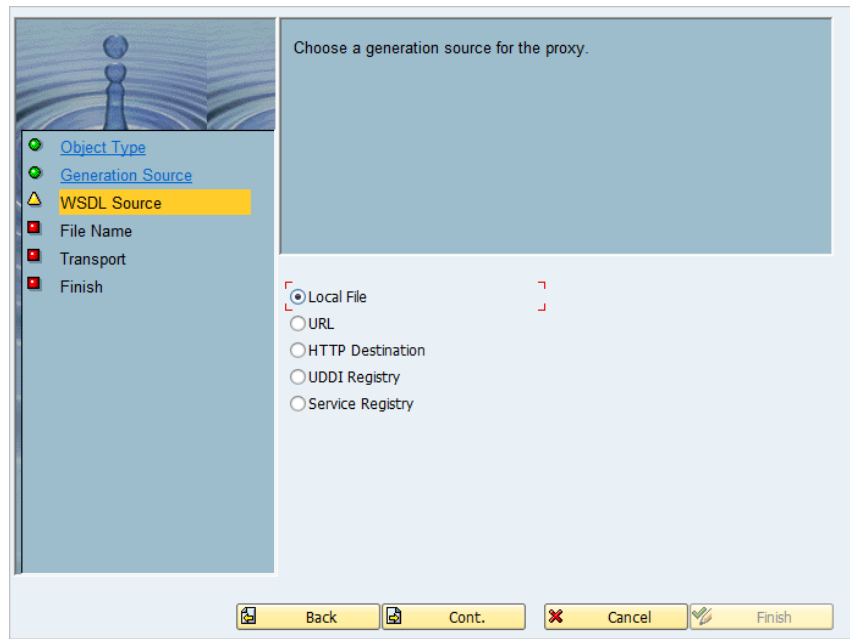 Choose a generation source for the proxy.
Object Type
Generation Source
WSDL Source
File Name
Transport
Finish
Local File
URL
HTTP Destination
UDDI Registry
Service Registry
Back
Cont.
Cancel
Finish